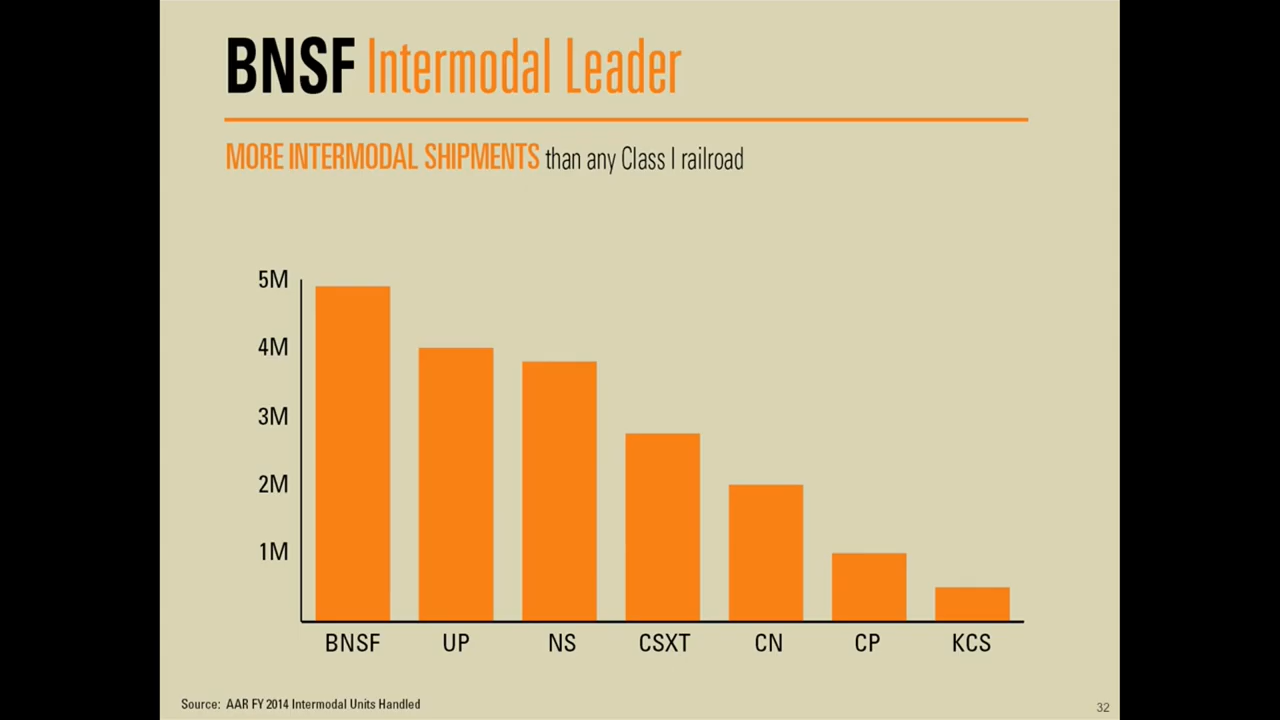 BNSF Intermodal Leader
MORE INTERMODAL SHIPMENTS than any Class I railroad
5M
4M
3M
2M
1M
BNSF UP NS CSXT CN CP KCS
Source: AAR FY 2014 Intermodal Units Handled
32